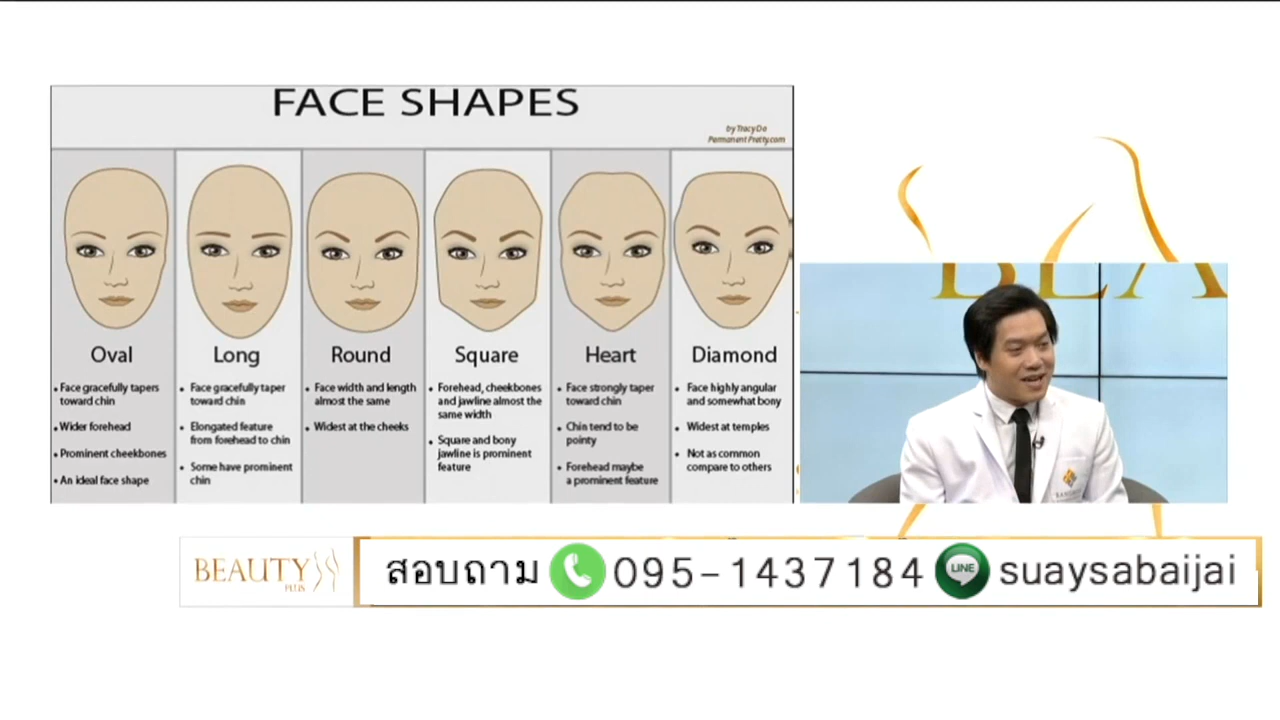 FACE SHAPES
by Tracy Do
Permanent Pretty.com
Oval
• Face gracefully tapers
toward chin
• Wider forehead
• Prominent cheekbones
• An ideal face shape
Long
• Face gracefully taper
toward chin
• Elongated feature
from forehead to chin
• Some have prominent
chin
Round
• Face width and length
almost the same
• Widest at the cheeks
Square
• Forehead, cheekbones
and jawline almost the
same width
• Square and bony
jawline is prominent
feature
Heart
• Face strongly taper
toward chin
• Chin tend to be
pointy
• Forehead maybe
a prominent feature
Diamond
• Face highly angular
and somewhat bony
• Widest at temples
• Not as common
compare to others
BEA
BEAUTY
PLUS
สอบถาม 095-1437184 LINE suaysabaijai